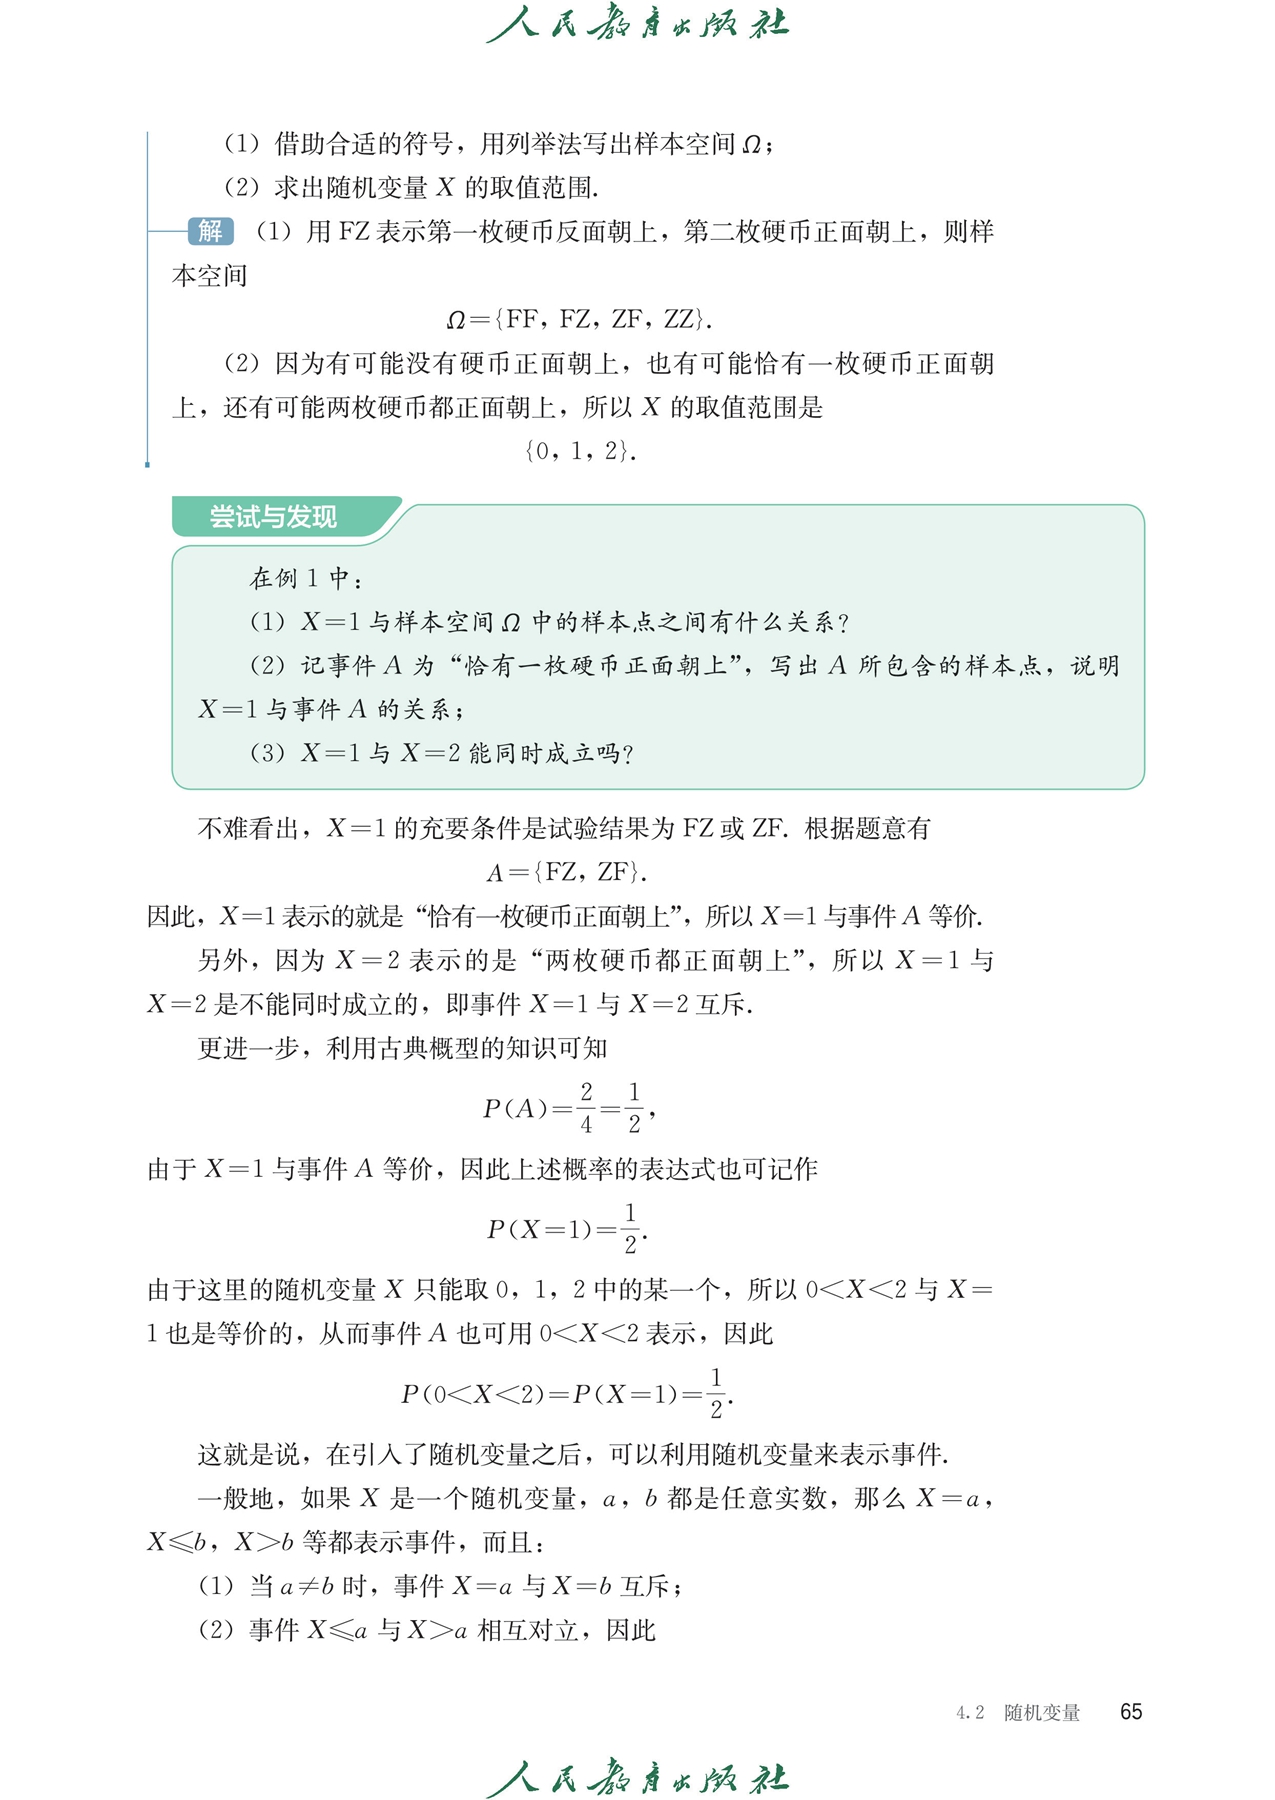 人民教育出版社
（1）借助合适的符号，用列举法写出样本空间Ω；
（2）求出随机变量 X 的取值范围.
解 （1）用 FZ 表示第一枚硬币反面朝上，第二枚硬币正面朝上，则样
本空间
Ω={FF，FZ，ZF，ZZ}.
（2）因为有可能没有硬币正面朝上，也有可能恰有一枚硬币正面朝
上，还有可能两枚硬币都正面朝上，所以 X 的取值范围是
{0，1，2}.
尝试与发现
在例 1 中：
（1）X=1 与样本空间 Ω 中的样本点之间有什么关系？
（2）记事件 A 为“恰有一枚硬币正面朝上”，写出 A 所包含的样本点，说明
X=1 与事件 A 的关系；
（3）X=1 与 X=2 能同时成立吗？
不难看出，X=1 的充要条件是试验结果为 FZ 或 ZF. 根据题意有
A={FZ，ZF}.
因此，X=1 表示的就是“恰有一枚硬币正面朝上”，所以 X=1 与事件 A 等价.
另外，因为 X=2 表示的是“两枚硬币都正面朝上”，所以 X=1 与
X=2 是不能同时成立的，即事件 X=1 与 X=2 互斥.
更进一步，利用古典概型的知识可知
P(A)=2/4=1/2，
由于 X=1 与事件 A 等价，因此上述概率的表达式也可记作
P(X=1)=1/2.
由于这里的随机变量 X 只能取 0，1，2 中的某一个，所以 0<X<2 与 X=
1 也是等价的，从而事件 A 也可用 0<X<2 表示，因此
P(0<X<2)=P(X=1)=1/2.
这就是说，在引入了随机变量之后，可以利用随机变量来表示事件.
一般地，如果 X 是一个随机变量，a，b 都是任意实数，那么 X=a，
X≤b，X>b 等都表示事件，而且：
（1）当 a≠b 时，事件 X=a 与 X=b 互斥；
（2）事件 X≤a 与 X>a 相互对立，因此
4.2 随机变量 65
人民教育出版社